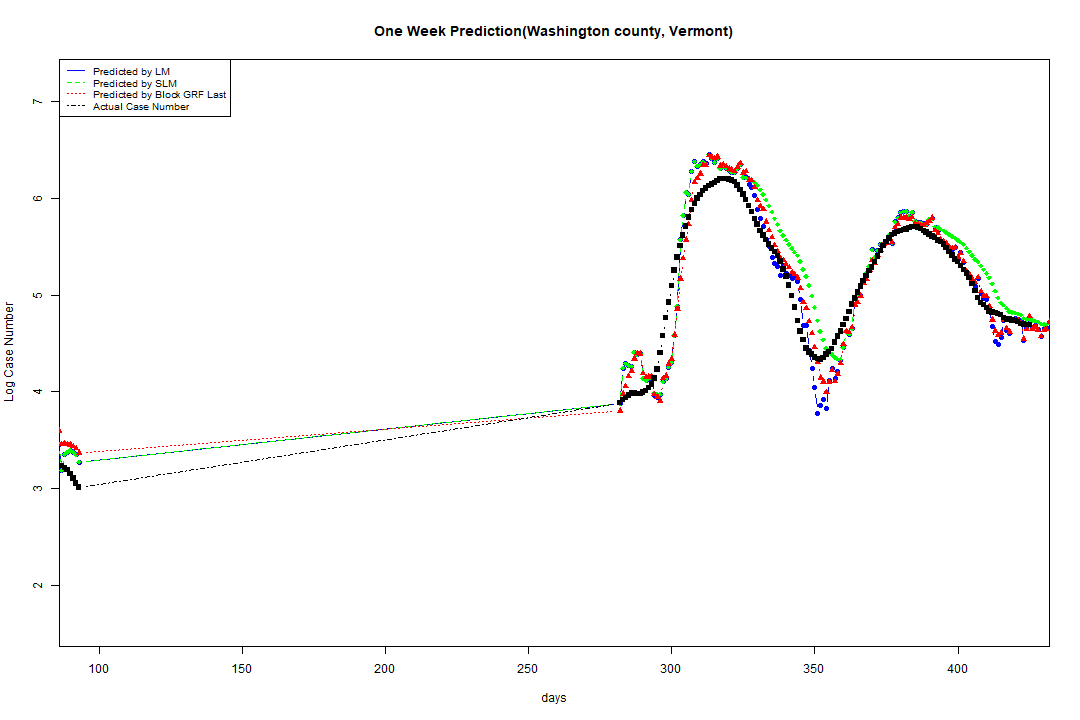 One Week Prediction(Washington county, Vermont)
Predicted by LM
Predicted by SLM
Predicted by Block GRF Last
Actual Case Number
7
6
5
4
3
2
Log Case Number
100 150 200 250 300 350 400
days